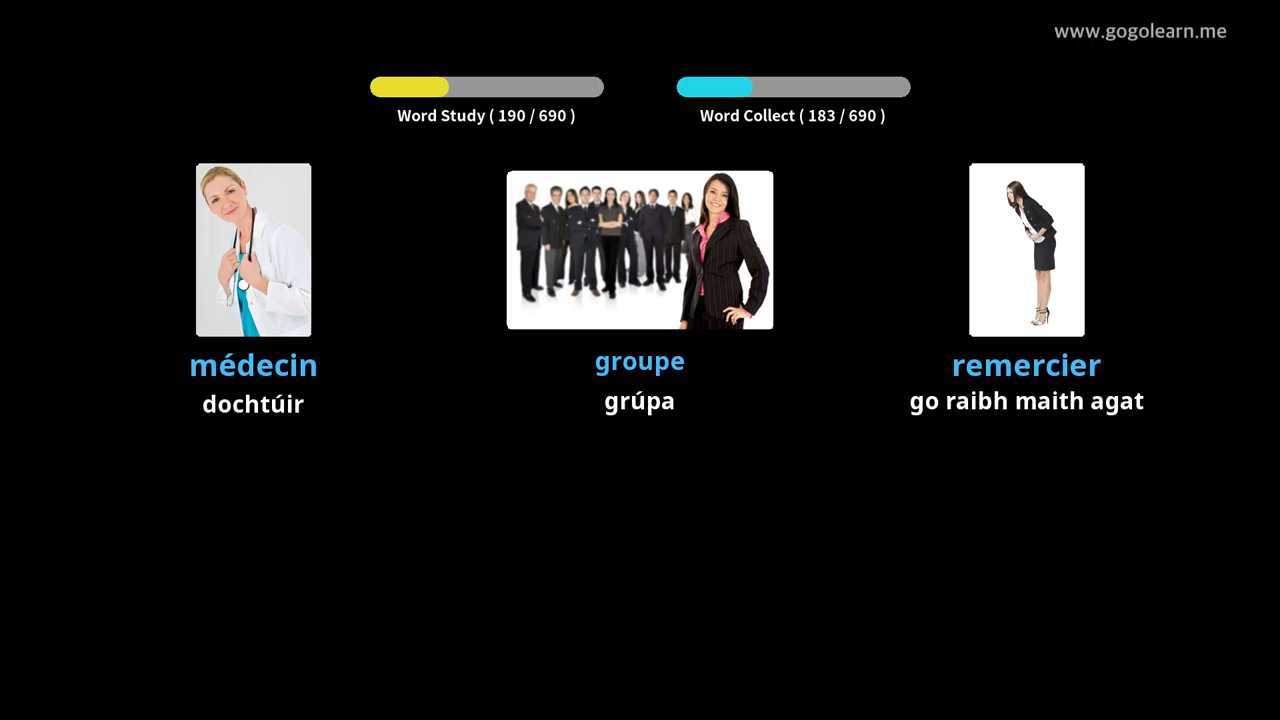 www.gogolearn.me
Word Study ( 190 / 690 )
Word Collect ( 183 / 690 )
médecin
groupe
remercier
dochtúir
grúpa
go raibh maith agat